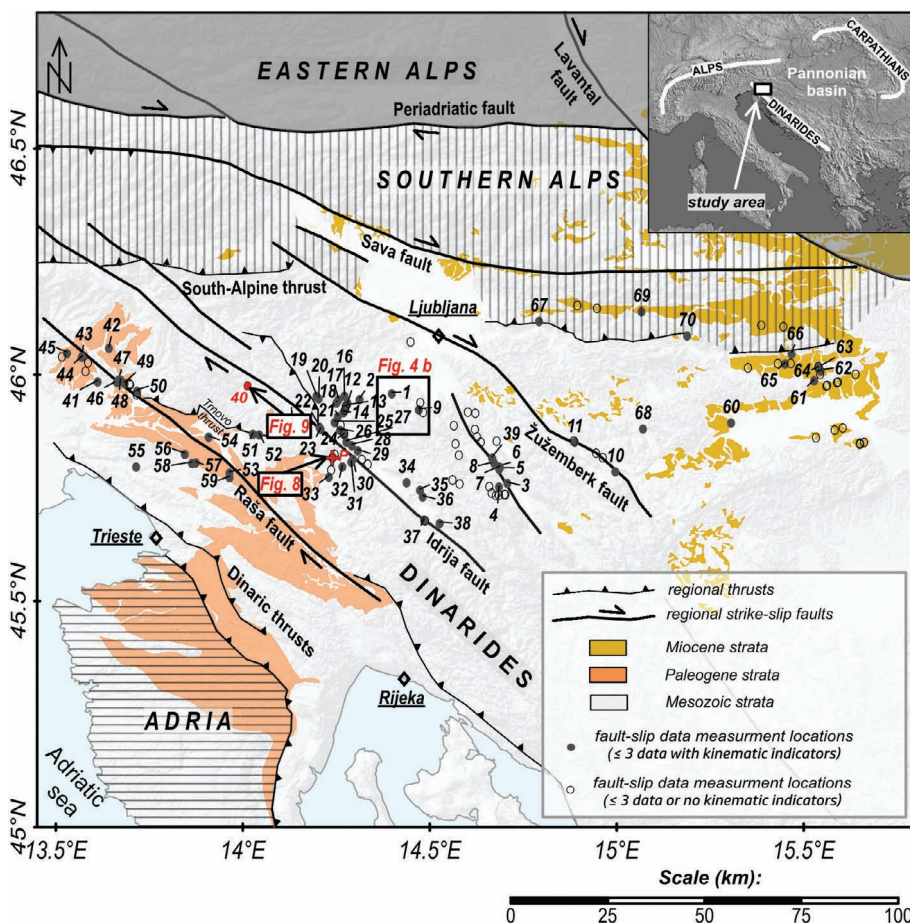 EASTERN ALPS
Lavantal
fault
Periadriatic fault
SOUTHERN ALPS
CARPATHIANS
ALPS
Pannonian
basin
DINARIDES
study area
N
46.5°N
46°N
45.5°N
45°N
Sava fault
South-Alpine thrust
Ljubljana
67
69
70
66
63
64
62
65
61
60
68
42
43
45
47
49
44
50
41
46
48
19
20
16
17
12
2
18
22
21
14
13
1
Fig. 4 b
27
9
40
Fig. 9
25
26
24
28
23
29
DP
Trnovo
thrust
54
51
52
55
56
58
57
53
Fig. 8
33
32
30
31
34
35
36
37
38
39
6
8
5
7
3
4
11
10
Žužemberk fault
Raša fault
Idrija fault
Trieste
Dinaric thrusts
DINARIDES
Rijeka
ADRIA
Adriatic
sea
regional thrusts
regional strike-slip faults
Miocene strata
Paleogene strata
Mesozoic strata
fault-slip data measurment locations
(≤ 3 data with kinematic indicators)
fault-slip data measurment locations
(≤ 3 data or no kinematic indicators)
13.5°E
14°E
14.5°E
15°E
15.5°E
Scale (km):
0
25
50
75
100